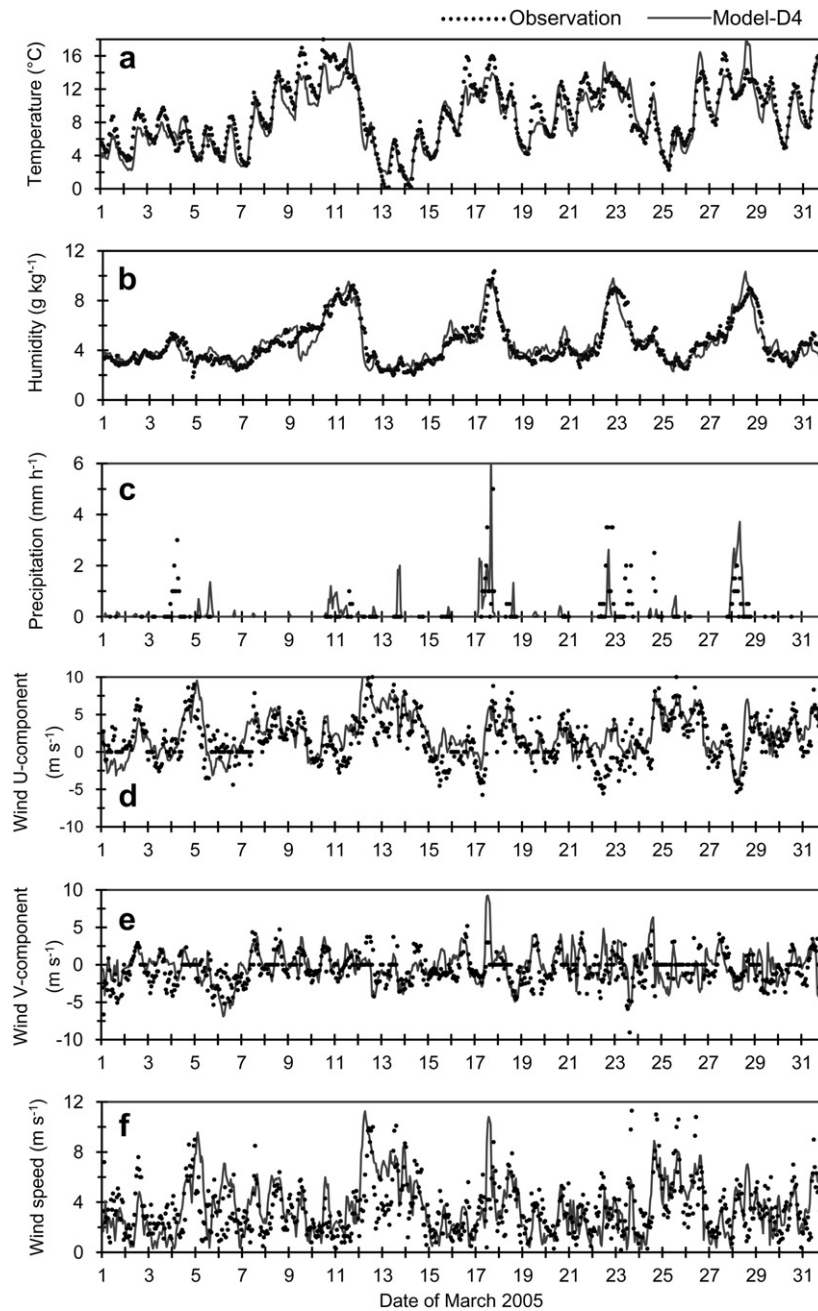 Observation Model-D4
a
Temperature (°C)
16
12
8
4
0
1 3 5 7 9 11 13 15 17 19 21 23 25 27 29 31
b
Humidity (g kg⁻¹)
12
8
4
0
1 3 5 7 9 11 13 15 17 19 21 23 25 27 29 31
c
Precipitation (mm h⁻¹)
6
4
2
0
1 3 5 7 9 11 13 15 17 19 21 23 25 27 29 31
d
Wind U-component
(m s⁻¹)
10
5
0
-5
-10
1 3 5 7 9 11 13 15 17 19 21 23 25 27 29 31
e
Wind V-component
(m s⁻¹)
10
5
0
-5
-10
1 3 5 7 9 11 13 15 17 19 21 23 25 27 29 31
f
Wind speed (m s⁻¹)
12
8
4
0
1 3 5 7 9 11 13 15 17 19 21 23 25 27 29 31
Date of March 2005